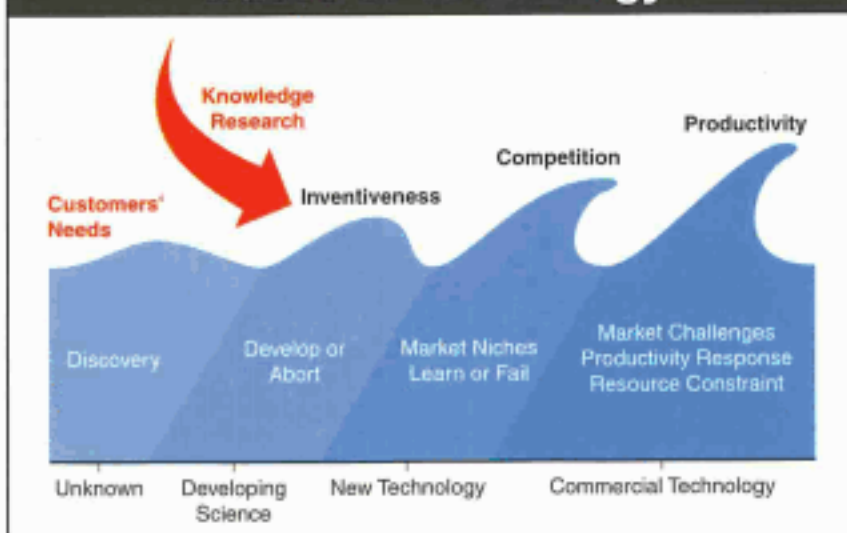 Knowledge
Research
Productivity
Competition
Inventiveness
Customers'
Needs
Discovery
Develop or
Abort
Market Niches
Learn or Fail
Market Challenges
Productivity Response
Resource Constraint
Unknown
Developing
Science
New Technology
Commercial Technology